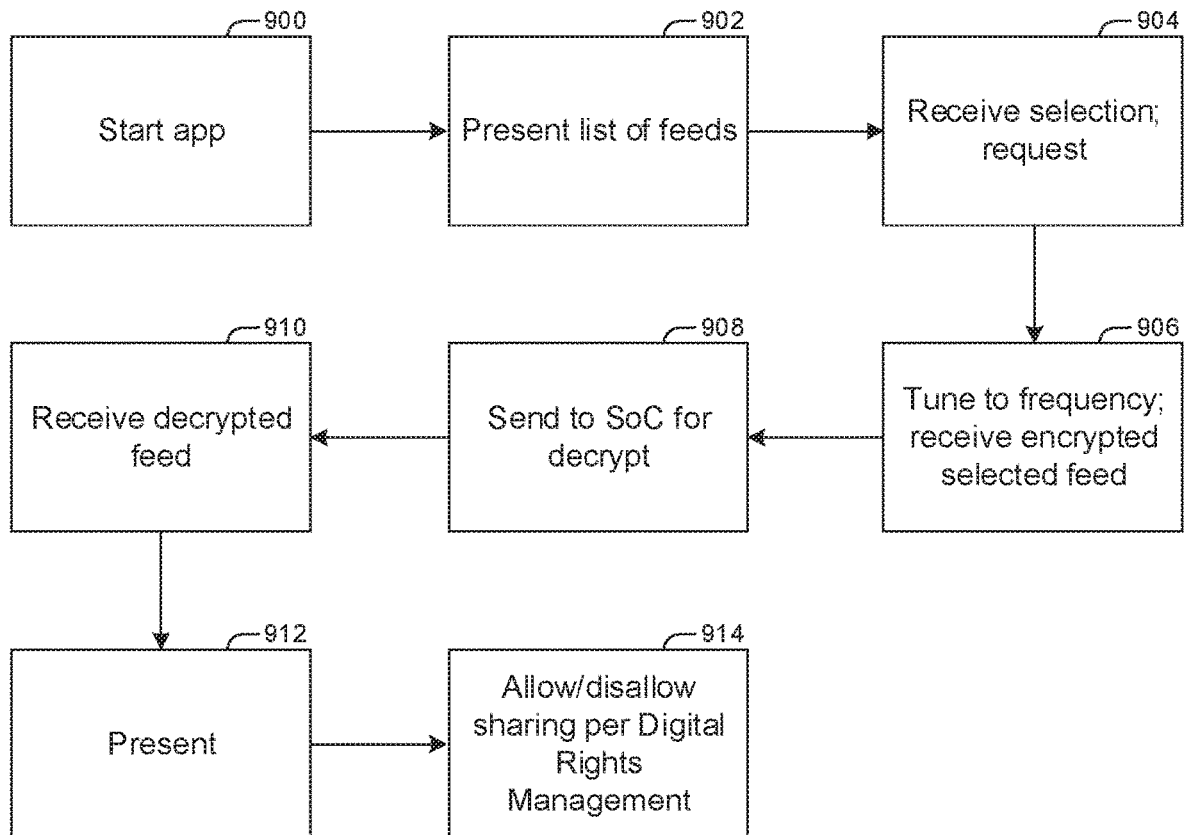 900
Start app
902
Present list of feeds
904
Receive selection;
request
906
Tune to frequency;
receive encrypted
selected feed
908
Send to SoC for
decrypt
910
Receive decrypted
feed
912
Present
914
Allow/disallow
sharing per Digital
Rights
Management